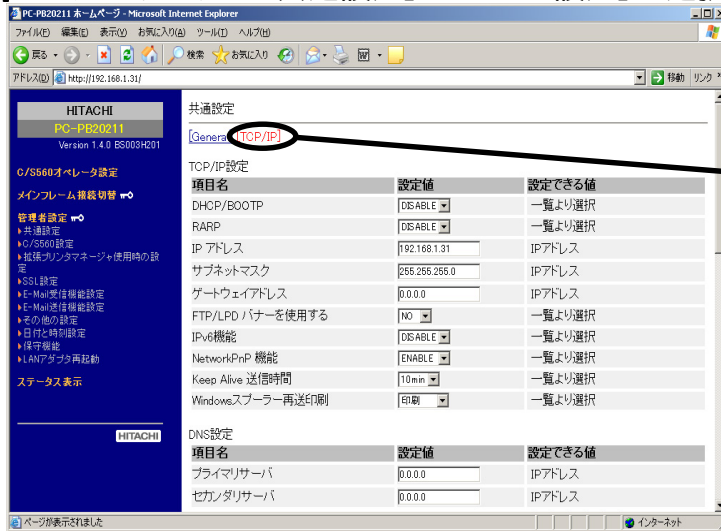 PC-PB20211 ホームページ - Microsoft Internet Explorer
ファイル(F) 編集(E) 表示(V) お気に入り(A) ツール(T) ヘルプ(H)
戻る 検索 お気に入り
アドレス(D) http://192.168.1.31/ 移動 リンク »
HITACHI
PC-PB20211
Version 1.4.0 BS003H201
C/S560オペレータ設定
メインフレーム接続切替
管理者設定
共通設定
C/S560設定
拡張プリンタマネージャ使用時の設
定
SSL設定
E-Mail受信機能設定
E-Mail送信機能設定
その他の設定
日付と時刻設定
保守機能
LANアダプタ再起動
ステータス表示
HITACHI
共通設定
[General] [TCP/IP]
TCP/IP設定
項目名 設定値 設定できる値
DHCP/BOOTP DISABLE 一覧より選択
RARP DISABLE 一覧より選択
IP アドレス 192.168.1.31 IPアドレス
サブネットマスク 255.255.255.0 IPアドレス
ゲートウェイアドレス 0.0.0.0 IPアドレス
FTP/LPD バナーを使用する NO 一覧より選択
IPv6機能 DISABLE 一覧より選択
NetworkPnP 機能 ENABLE 一覧より選択
Keep Alive 送信時間 10min 一覧より選択
Windowsスプーラー再送印刷 印刷 一覧より選択
DNS設定
項目名 設定値 設定できる値
プライマリサーバ 0.0.0.0 IPアドレス
セカンダリサーバ 0.0.0.0 IPアドレス
ページが表示されました インターネット